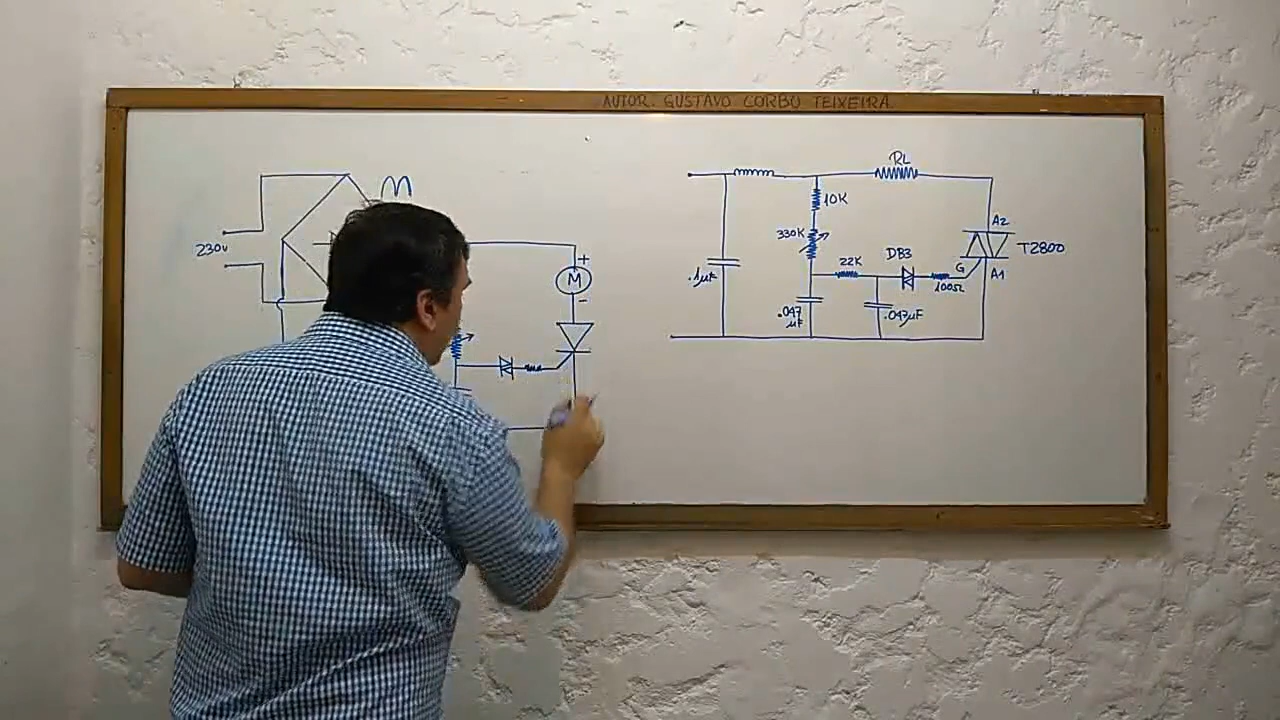 AUTOR. GUSTAVO CORBO TEIXEIRA
230v
M
+
-
RL
10K
330K
22K
DB3
100Ω
G
A2
A1
T2800
.1µF
.047
µF
.047µF